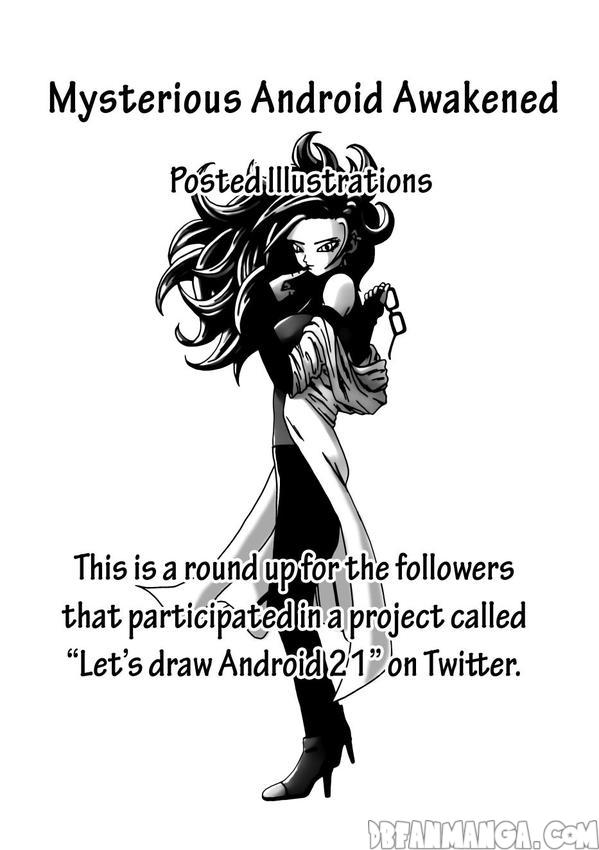 Mysterious Android Awakened
Posted Illustrations
This is a round up for the followers
that participated in a project called
“Let’s draw Android 21” on Twitter.
DBFANMANGA.COM